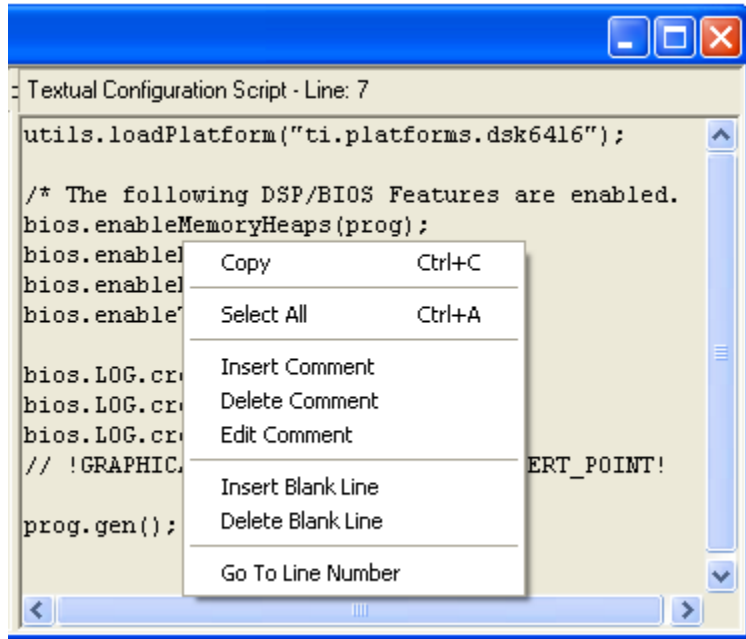 Textual Configuration Script - Line: 7
utils.loadPlatform("ti.platforms.dsk6416");
/* The following DSP/BIOS Features are enabled.
bios.enableMemoryHeaps(prog);
bios.enable
bios.enable
bios.enable
bios.LOG.cr
bios.LOG.cr
bios.LOG.cr
// !GRAPHICA ERT_POINT!
prog.gen();
Copy Ctrl+C
Select All Ctrl+A
Insert Comment
Delete Comment
Edit Comment
Insert Blank Line
Delete Blank Line
Go To Line Number